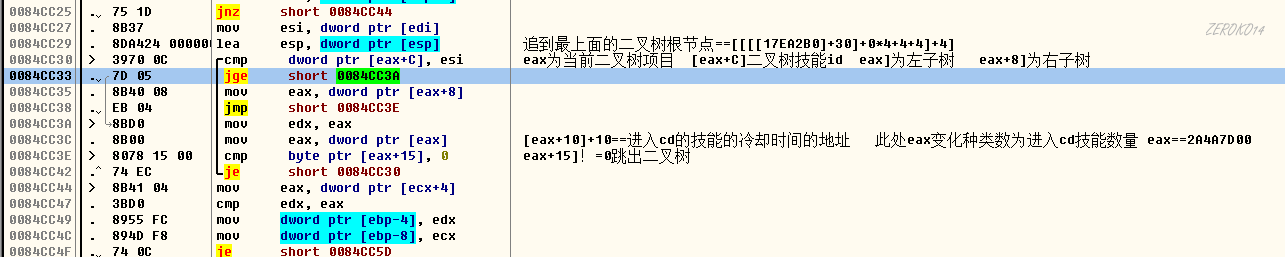 ZEROKO14
0084CC25 . 75 1D jnz short 0084CC44
0084CC27 . 8B37 mov esi, dword ptr [edi]
0084CC29 . 8DA424 000000 lea esp, dword ptr [esp] 追到最上面的二叉树根节点==[[[[17EA2B0]+30]+0*4+4+4]+4]
0084CC30 > 3970 0C cmp dword ptr [eax+C], esi eax为当前二叉树项目 [eax+C]二叉树技能id eax]为左子树 eax+8]为右子树
0084CC33 . 7D 05 jge short 0084CC3A
0084CC35 . 8B40 08 mov eax, dword ptr [eax+8]
0084CC38 . EB 04 jmp short 0084CC3E
0084CC3A > 8BD0 mov edx, eax
0084CC3C . 8B00 mov eax, dword ptr [eax] [eax+10]+10==进入cd的技能的冷却时间的地址 此处eax变化种类数为进入cd技能数量 eax==2A4A7D00
0084CC3E > 8078 15 00 cmp byte ptr [eax+15], 0 eax+15]！=0跳出二叉树
0084CC42 .^ 74 EC je short 0084CC30
0084CC44 > 8B41 04 mov eax, dword ptr [ecx+4]
0084CC47 . 3BD0 cmp edx, eax
0084CC49 . 8955 FC mov dword ptr [ebp-4], edx
0084CC4C . 894D F8 mov dword ptr [ebp-8], ecx
0084CC4F . 74 0C je short 0084CC5D